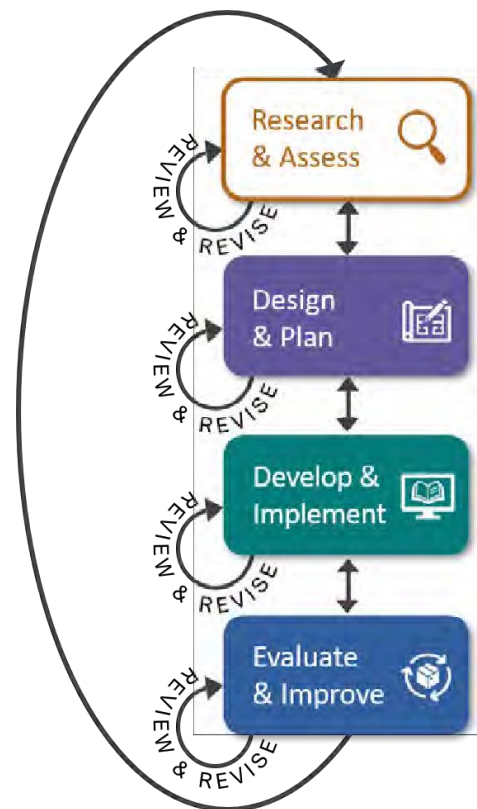 Research
& Assess
REVIEW & REVISE
Design
& Plan
REVIEW & REVISE
Develop &
Implement
REVIEW & REVISE
Evaluate
& Improve
REVIEW & REVISE